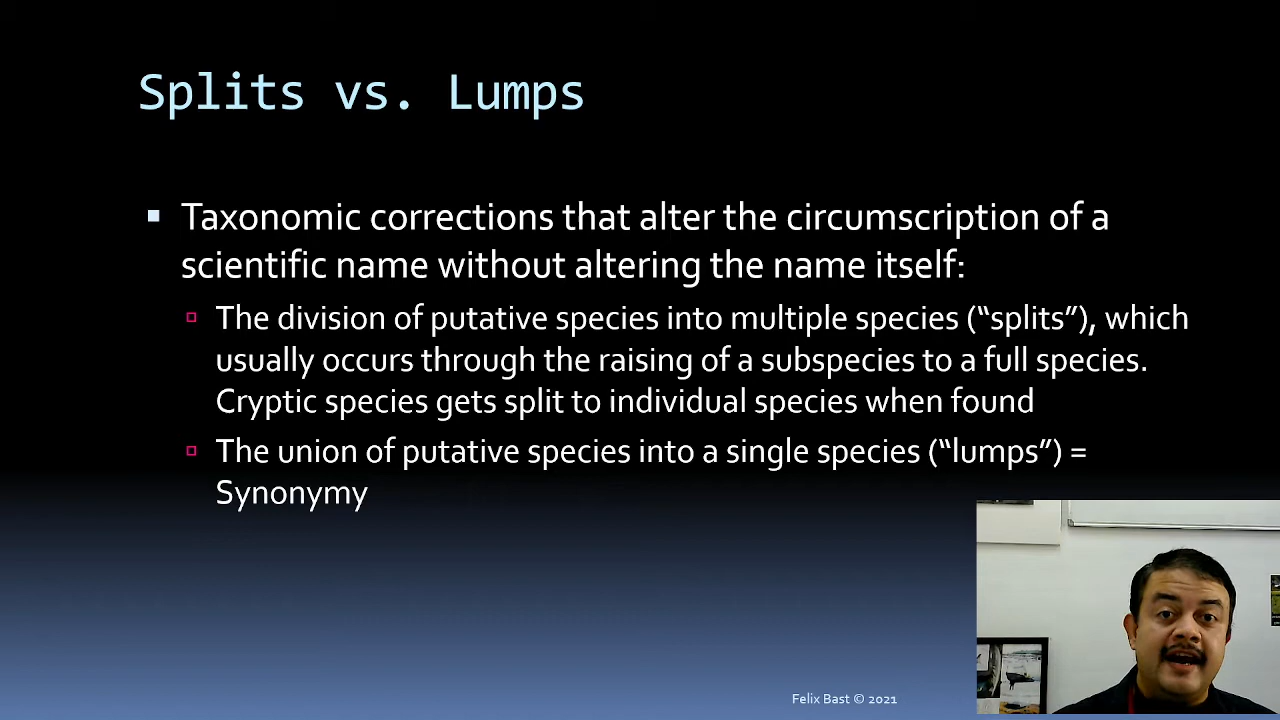 Splits vs. Lumps
Taxonomic corrections that alter the circumscription of a
scientific name without altering the name itself:
The division of putative species into multiple species (“splits”), which
usually occurs through the raising of a subspecies to a full species.
Cryptic species gets split to individual species when found
The union of putative species into a single species (“lumps”) =
Synonymy
Felix Bast © 2021